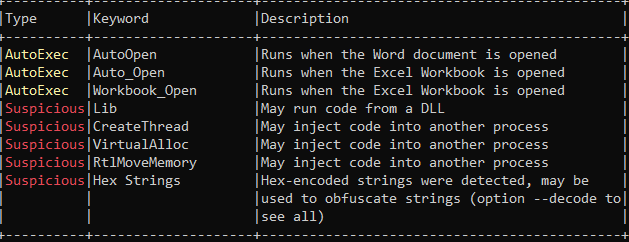 Type |Keyword |Description
AutoExec |AutoOpen |Runs when the Word document is opened
AutoExec |Auto_Open |Runs when the Excel Workbook is opened
AutoExec |Workbook_Open |Runs when the Excel Workbook is opened
Suspicious|Lib |May run code from a DLL
Suspicious|CreateThread |May inject code into another process
Suspicious|VirtualAlloc |May inject code into another process
Suspicious|RtlMoveMemory |May inject code into another process
Suspicious|Hex Strings |Hex-encoded strings were detected, may be
used to obfuscate strings (option --decode to
see all)